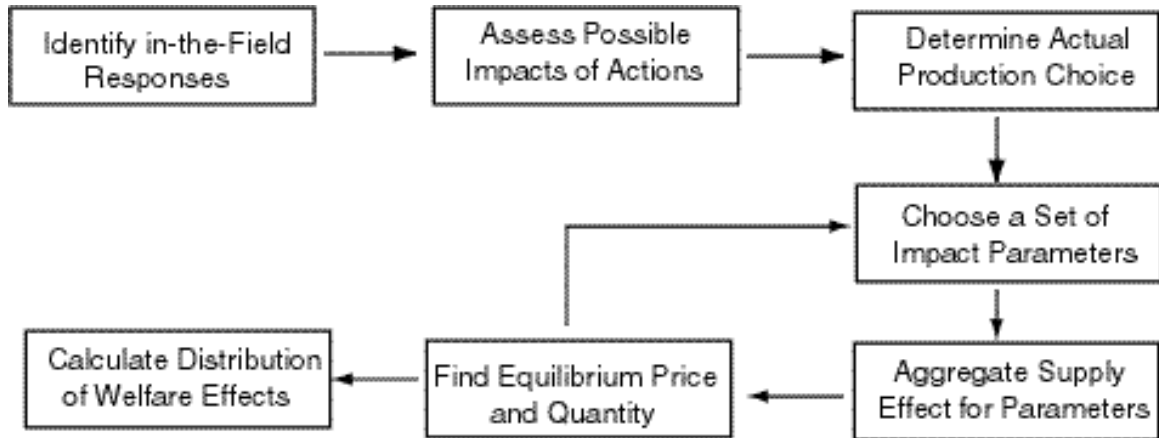 Identify in-the-Field
Responses
Assess Possible
Impacts of Actions
Determine Actual
Production Choice
Choose a Set of
Impact Parameters
Aggregate Supply
Effect for Parameters
Find Equilibrium Price
and Quantity
Calculate Distribution
of Welfare Effects